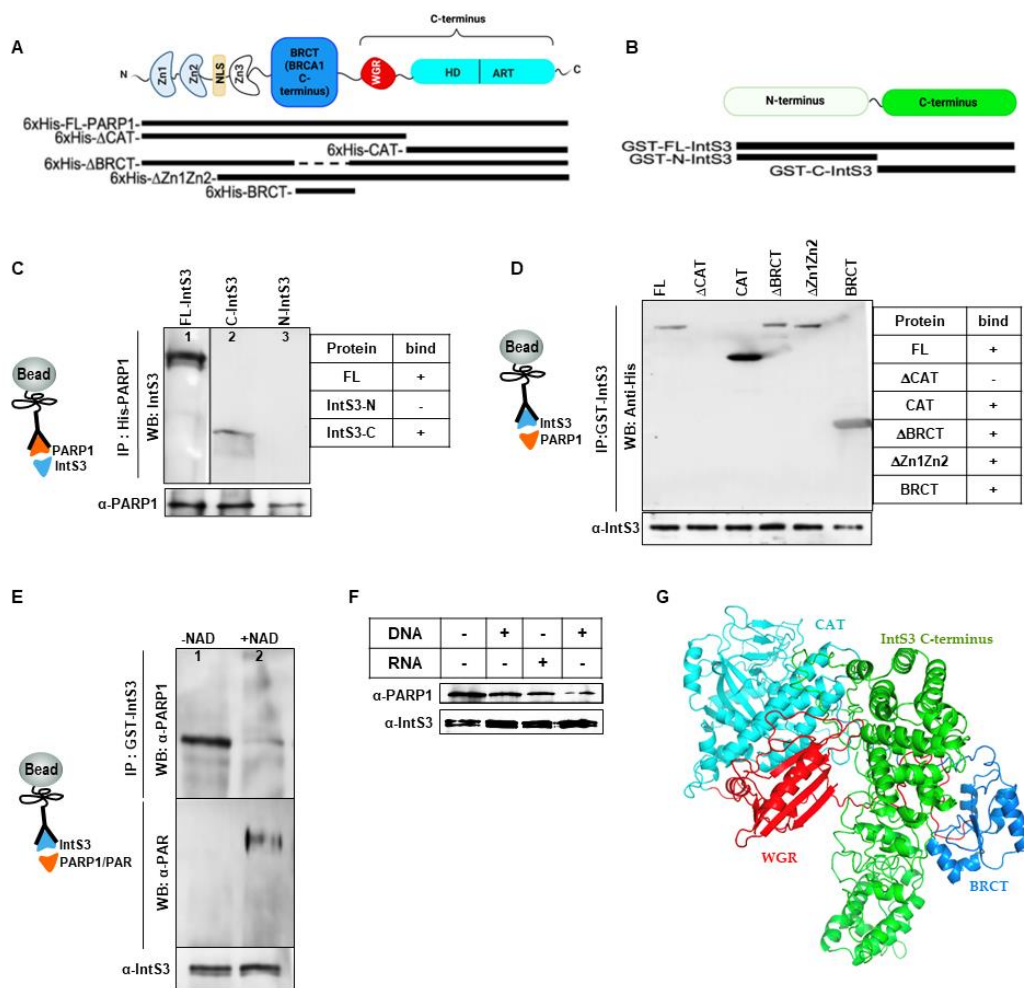 A
C-terminus
N
Zn1
Zn2
NLS
Zn3
BRCT
(BRCA1
C-
terminus)
WGR
HD
ART
C
6xHis-FL-PARP1-
6xHis-ΔCAT-
6xHis-CAT-
6xHis-ΔBRCT-
6xHis-ΔZn1Zn2-
6xHis-BRCT-
B
N-terminus
C-terminus
GST-FL-IntS3
GST-N-IntS3
GST-C-IntS3
C
FL-IntS3
C-IntS3
N-IntS3
1 2 3
IP : His-PARP1
WB: IntS3
Bead
PARP1
IntS3
α-PARP1
Protein bind
FL +
IntS3-N -
IntS3-C +
D
FL ΔCAT CAT ΔBRCT ΔZn1Zn2 BRCT
IP:GST-IntS3
WB: Anti-His
Bead
IntS3
PARP1
α-IntS3
Protein bind
FL +
ΔCAT -
CAT +
ΔBRCT +
ΔZn1Zn2 +
BRCT +
E
-NAD +NAD
1 2
IP : GST-IntS3
WB: α-PARP1
WB: α-PAR
Bead
IntS3
PARP1/PAR
α-IntS3
F
DNA - + - +
RNA - - + +
α-PARP1
α-IntS3
G
CAT
IntS3 C-terminus
WGR
BRCT